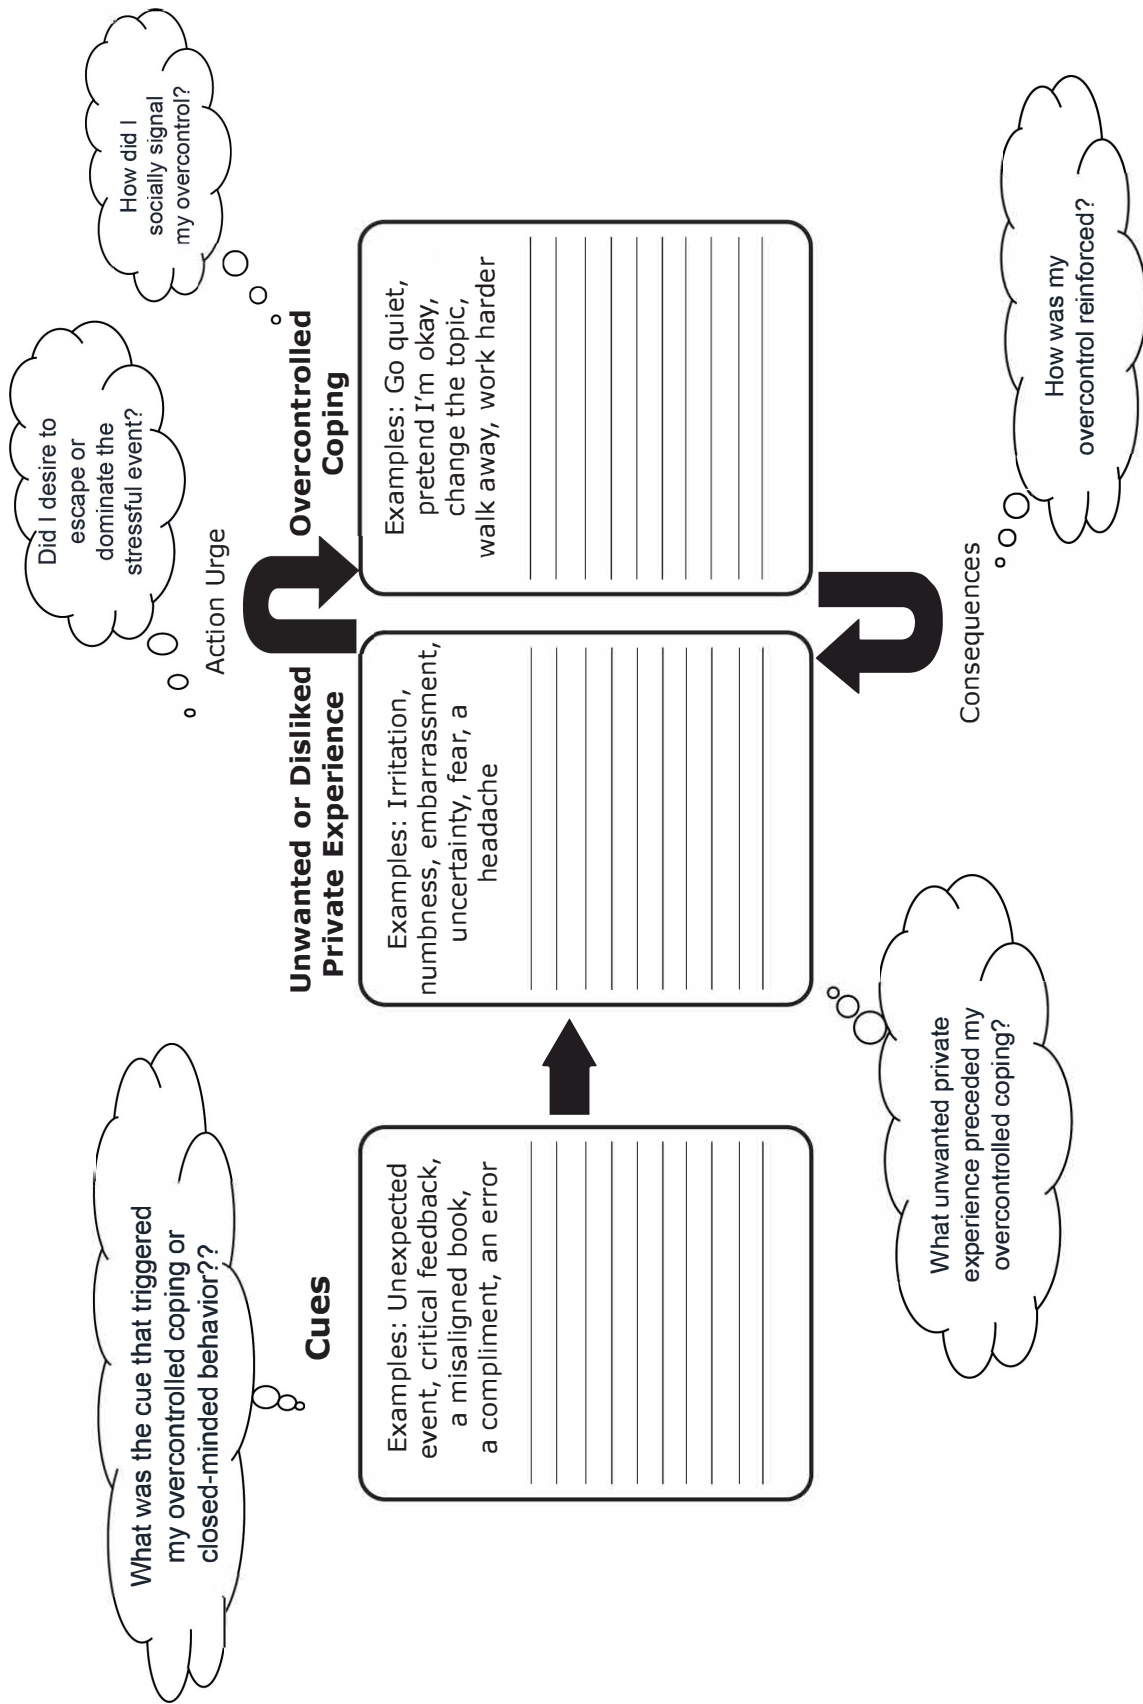 What was the cue that triggered
my overcontrolled coping or
closed-minded behavior??
Cues
Examples: Unexpected
event, critical feedback,
a misaligned book,
a compliment, an error
What unwanted private
experience preceded my
overcontrolled coping?
Unwanted or Disliked
Private Experience
Examples: Irritation,
numbness, embarrassment,
uncertainty, fear, a
headache
Did I desire to
escape or
dominate the
stressful event?
Action Urge
How did I
socially signal
my overcontrol?
Overcontrolled
Coping
Examples: Go quiet,
pretend I'm okay,
change the topic,
walk away, work harder
Consequences
How was my
overcontrol reinforced?